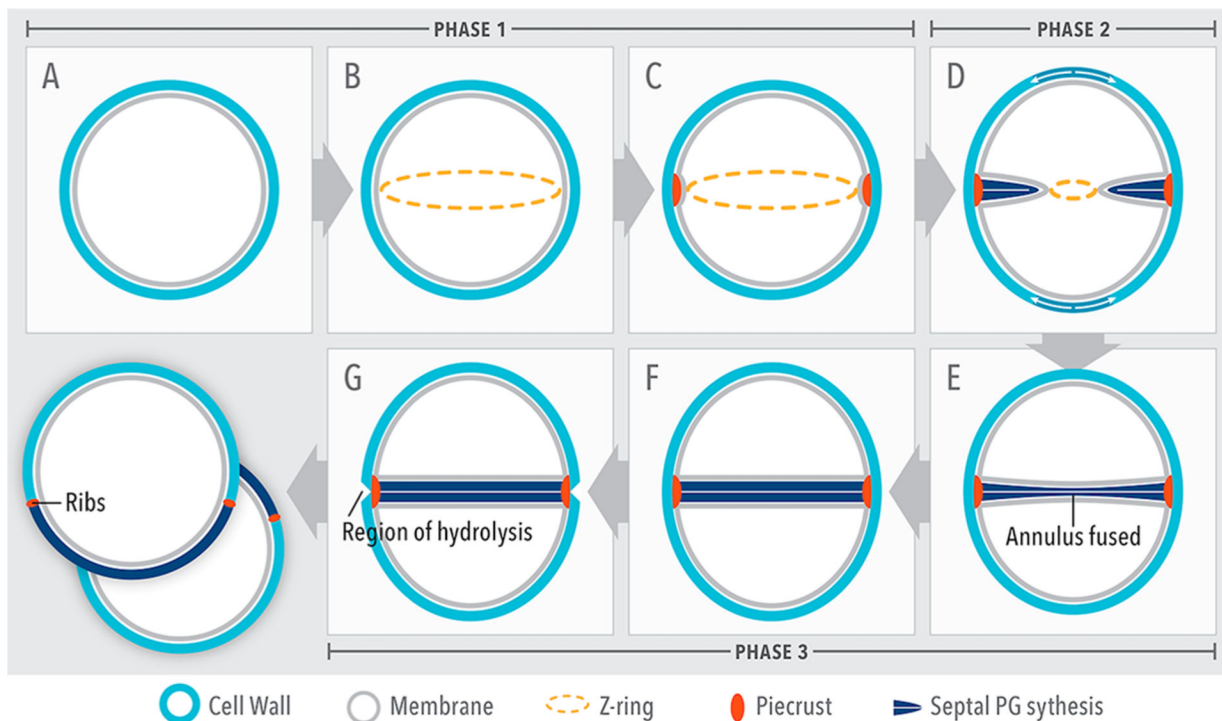 PHASE 1
PHASE 2
A
B
C
D
G
F
E
Ribs
Region of hydrolysis
Annulus fused
PHASE 3
Cell Wall
Membrane
Z-ring
Piecrust
Septal PG sythesis